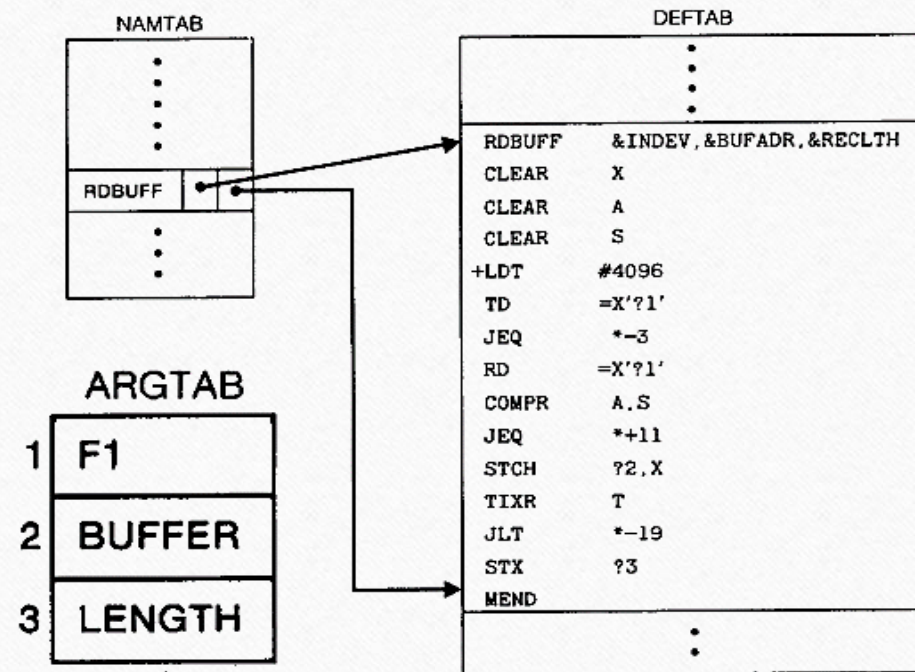 NAMTAB
RDBUFF
ARGTAB
1 F1
2 BUFFER
3 LENGTH
DEFTAB
RDBUFF &INDEV,&BUFADR,&RECLTH
CLEAR X
CLEAR A
CLEAR S
+LDT #4096
TD =X'?1'
JEQ *-3
RD =X'?1'
COMPR A.S
JEQ *+11
STCH ?2,X
TIXR T
JLT *-19
STX ?3
MEND